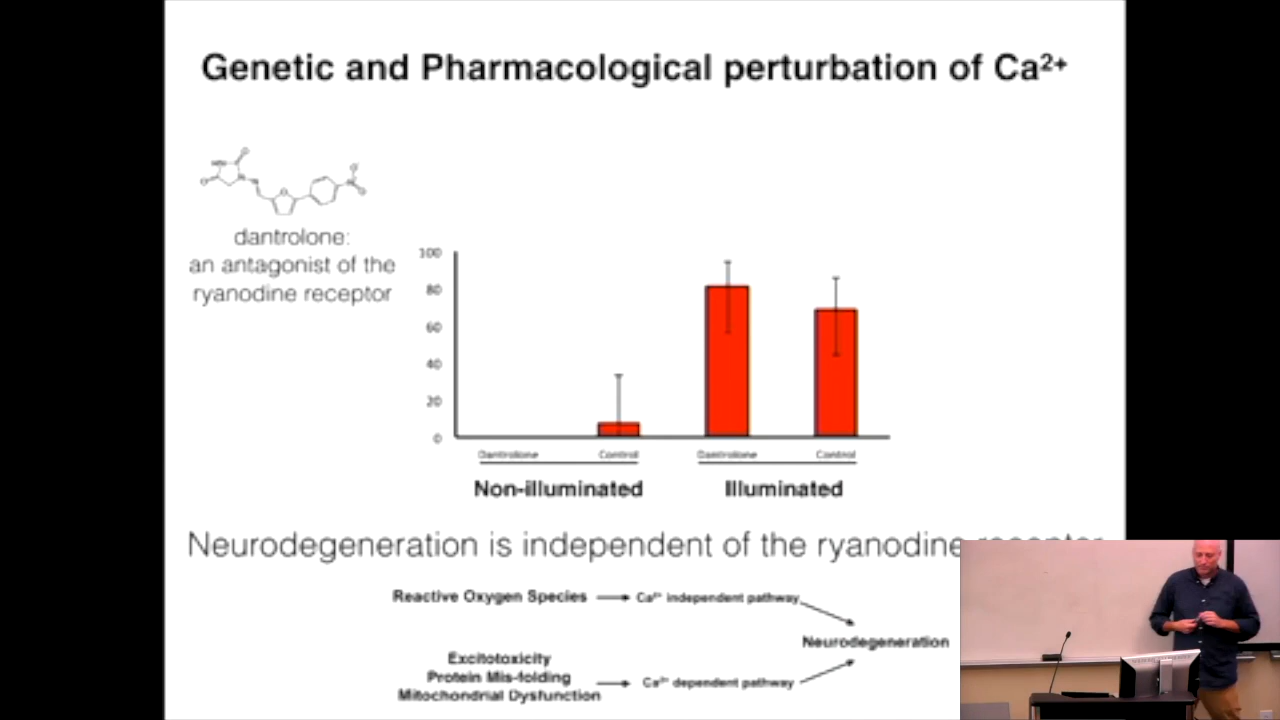 Genetic and Pharmacological perturbation of Ca²⁺
dantrolone:
an antagonist of the
ryanodine receptor
100
80
60
40
20
0
Dantrolone Control Dantrolone Control
Non-illuminated Illuminated
Neurodegeneration is independent of the ryanodine
Reactive Oxygen Species Ca²⁺ independent pathway
Neurodegeneration
Excitotoxicity
Protein Mis-folding
Mitochondrial Dysfunction
Ca²⁺ dependent pathway